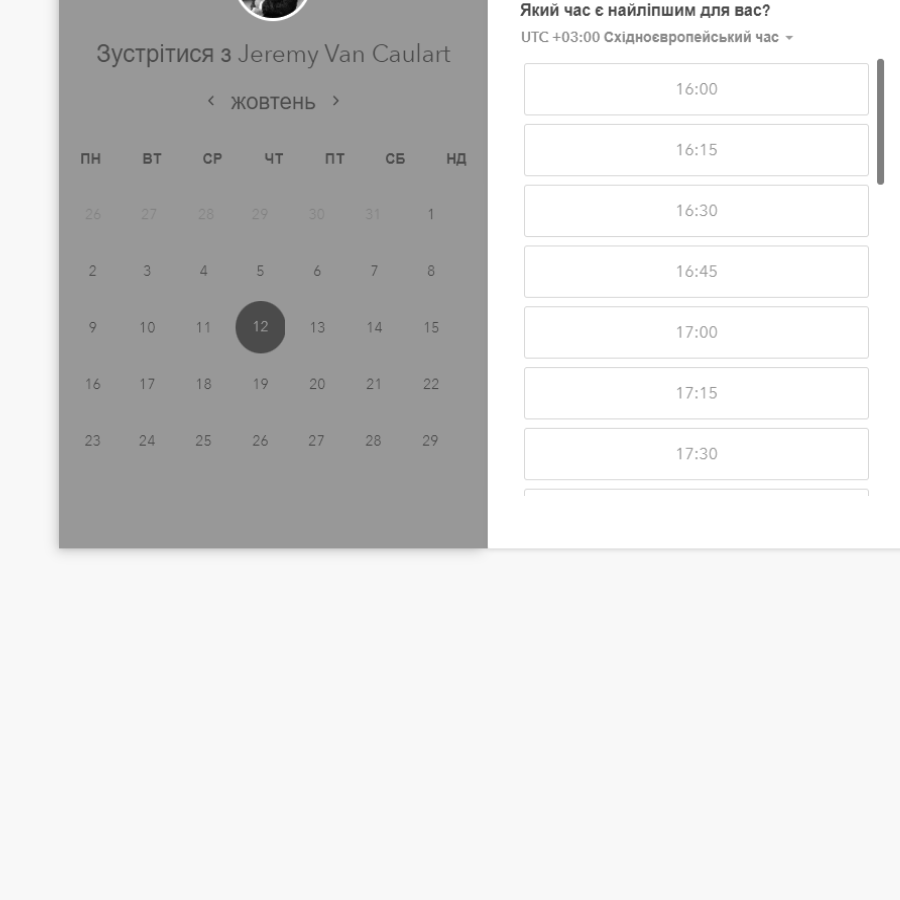 Зустрітися з Jeremy Van Caulart
‹ жовтень ›
ПН ВТ СР ЧТ ПТ СБ НД
26 27 28 29 30 31 1
2 3 4 5 6 7 8
9 10 11 12 13 14 15
16 17 18 19 20 21 22
23 24 25 26 27 28 29
Який час є найліпшим для вас?
UTC +03:00 Східноєвропейський час
16:00
16:15
16:30
16:45
17:00
17:15
17:30